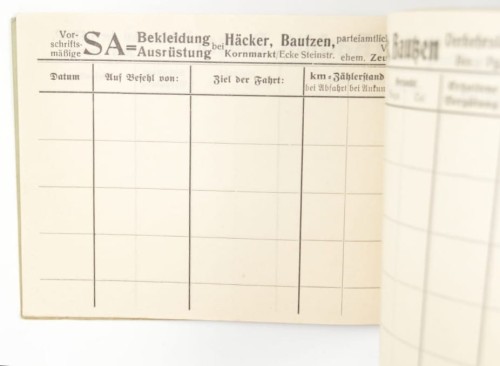 Vor- schrifts- mäßige SA= Bekleidung Ausrüstung bei Häcker, Bautzen, parteiamtlich
Kornmarkt/Ecke Steinstr. ehem.
Datum Auf Befehl von: Ziel der Fahrt: km=Zählerstand
bei Abfahrt bei Ankun
Bautzen